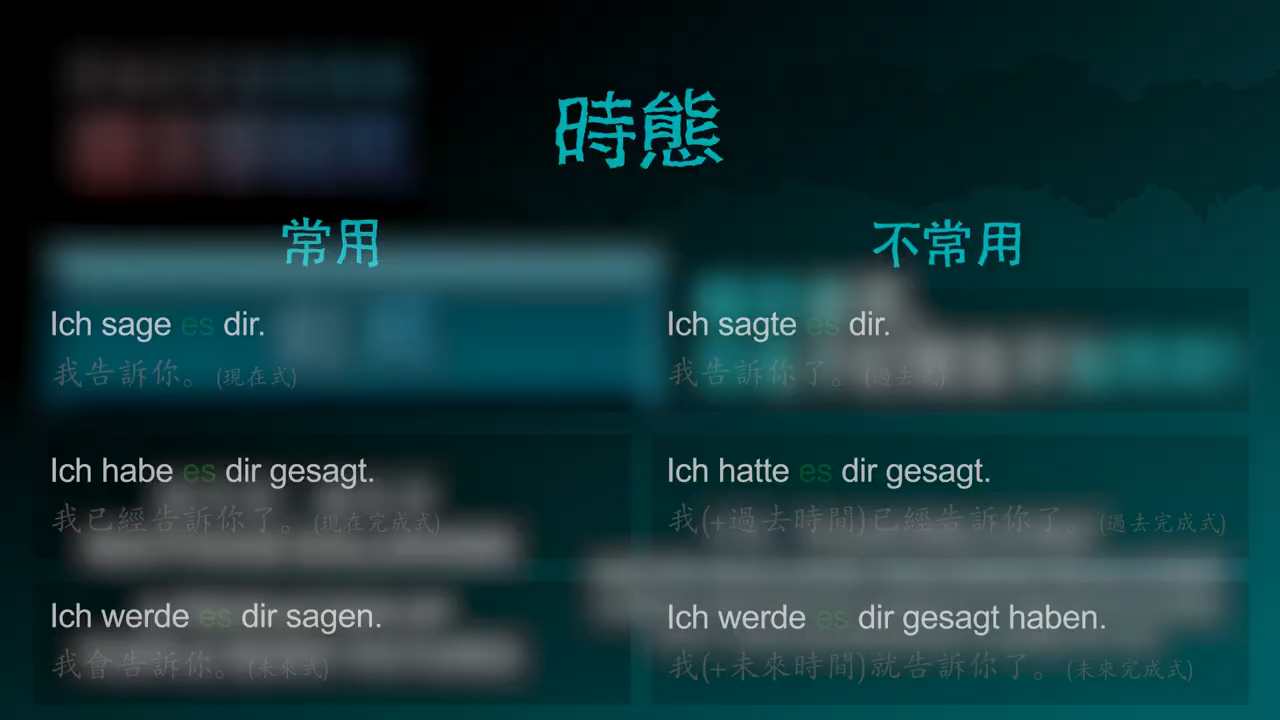 時態
常用
不常用
Ich sage es dir.
我告訴你。(現在式)
Ich sagte es dir.
我告訴你了。(過去式)
Ich habe es dir gesagt.
我已經告訴你了。(現在完成式)
Ich hatte es dir gesagt.
我(+過去時間)已經告訴你了。(過去完成式)
Ich werde es dir sagen.
我會告訴你。(未來式)
Ich werde es dir gesagt haben.
我(+未來時間)就告訴你了。(未來完成式)